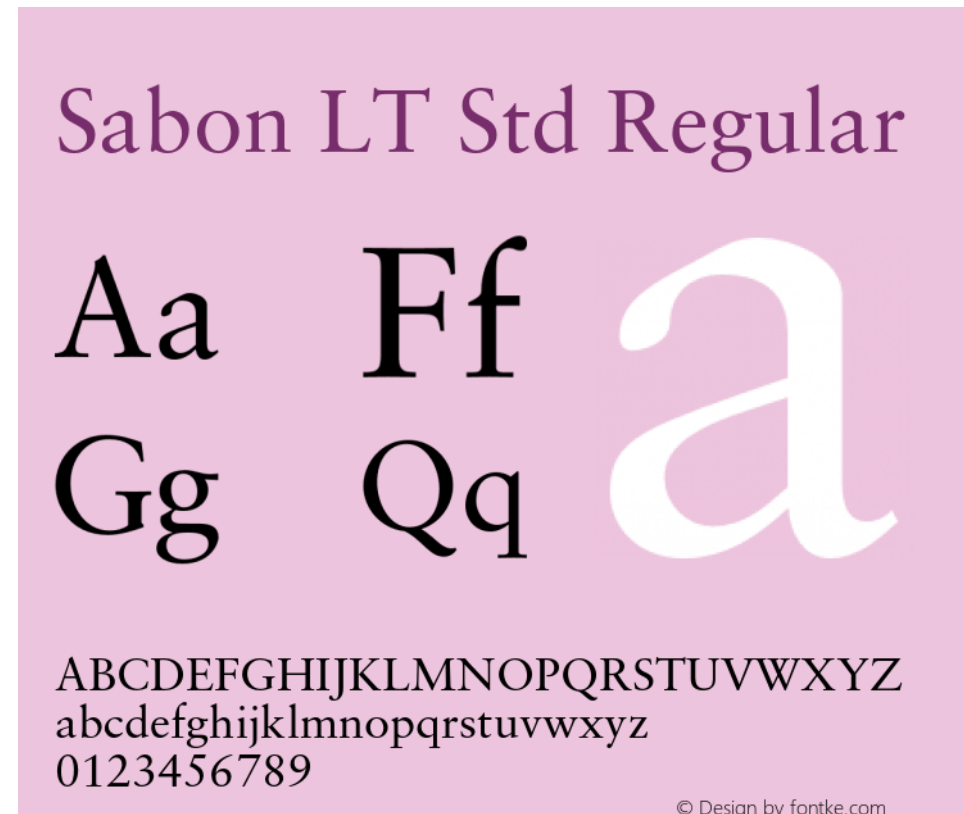 Sabon LT Std Regular
Aa Ff
a
Gg Qq
ABCDEFGHIJKLMNOPQRSTUVWXYZ
abcdefghijklmnopqrstuvwxyz
0123456789
© Design by fontke.com